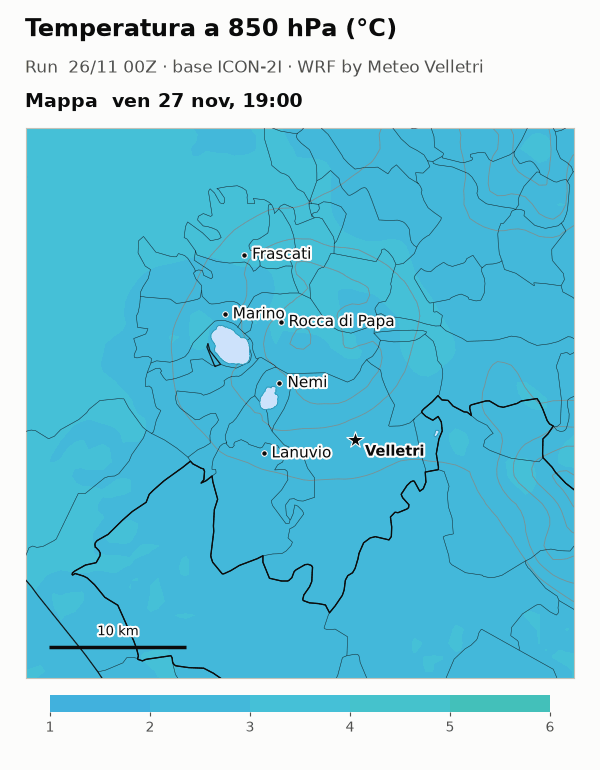 Temperatura a 850 hPa (°C)
Run  26/11 00Z · base ICON-2I · WRF by Meteo Velletri
Mappa  ven 27 nov, 19:00
Frascati
Marino
Rocca di Papa
Nemi
Velletri
Lanuvio
10 km
1 2 3 4 5 6